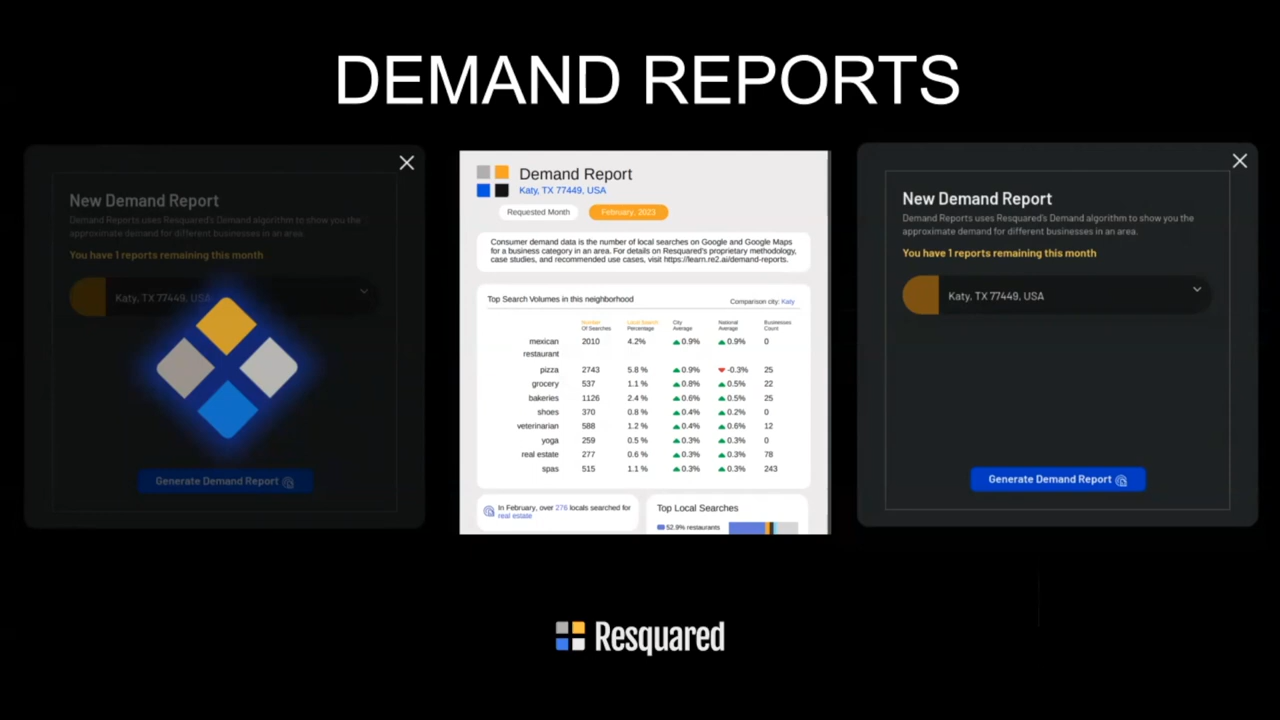 DEMAND REPORTS
New Demand Report
Demand Reports uses Resquared's Demand algorithm to show you the
approximate demand for different businesses in an area.
You have 1 reports remaining this month
Katy, TX 77449, USA
Generate Demand Report
Demand Report
Katy, TX 77449, USA
Requested Month February, 2023
Consumer demand data is the number of local searches on Google and Google Maps
for a business category in an area. For details on Resquared's proprietary methodology,
case studies, and recommended use cases, visit https://learn.re2.ai/demand-reports.
Top Search Volumes in this neighborhood Comparison city: Katy
Number Local Search City National Businesses
Of Searches Percentage Average Average Count
mexican 2010 4.2% 0.9% 0.9% 0
restaurant
pizza 2743 5.8 % 0.9% -0.3% 25
grocery 537 1.1 % 0.8% 0.5% 22
bakeries 1126 2.4 % 0.6% 0.5% 25
shoes 370 0.8 % 0.4% 0.2% 0
veterinarian 588 1.2 % 0.4% 0.6% 12
yoga 259 0.5 % 0.3% 0.3% 0
real estate 277 0.6 % 0.3% 0.3% 78
spas 515 1.1 % 0.3% 0.3% 243
In February, over 276 locals searched for
real estate
Top Local Searches
52.9% restaurants
New Demand Report
Demand Reports uses Resquared's Demand algorithm to show you the
approximate demand for different businesses in an area.
You have 1 reports remaining this month
Katy, TX 77449, USA
Generate Demand Report
Resquared